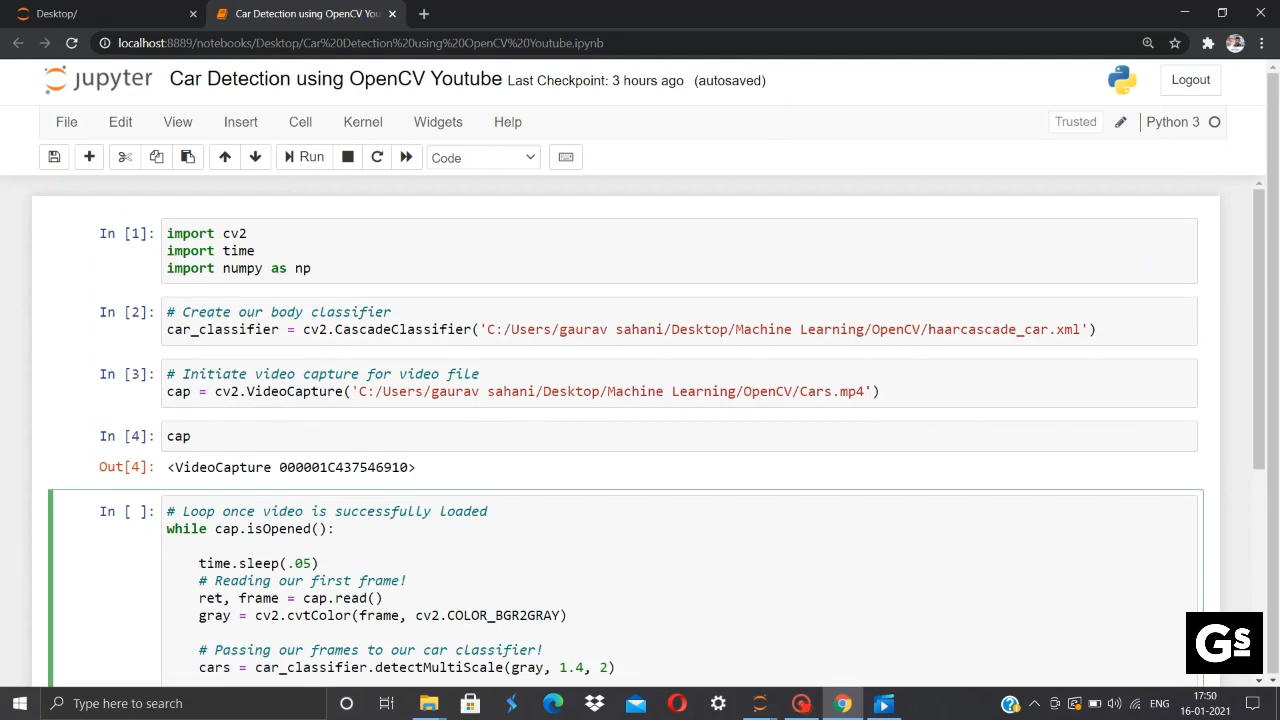 Desktop/
Car Detection using OpenCV You
localhost:8889/notebooks/Desktop/Car%20Detection%20using%20OpenCV%20Youtube.ipynb
jupyter Car Detection using OpenCV Youtube Last Checkpoint: 3 hours ago (autosaved)
Logout
File Edit View Insert Cell Kernel Widgets Help
Trusted Python 3
Run Code
In [1]: import cv2
import time
import numpy as np
In [2]: # Create our body classifier
car_classifier = cv2.CascadeClassifier('C:/Users/gaurav sahani/Desktop/Machine Learning/OpenCV/haarcascade_car.xml')
In [3]: # Initiate video capture for video file
cap = cv2.VideoCapture('C:/Users/gaurav sahani/Desktop/Machine Learning/OpenCV/Cars.mp4')
In [4]: cap
Out[4]: <VideoCapture 000001C437546910>
In [ ]: # Loop once video is successfully loaded
while cap.isOpened():
time.sleep(.05)
# Reading our first frame!
ret, frame = cap.read()
gray = cv2.cvtColor(frame, cv2.COLOR_BGR2GRAY)
# Passing our frames to our car classifier!
cars = car_classifier.detectMultiScale(gray, 1.4, 2)
Gs
Type here to search
ENG
17:50
16-01-2021